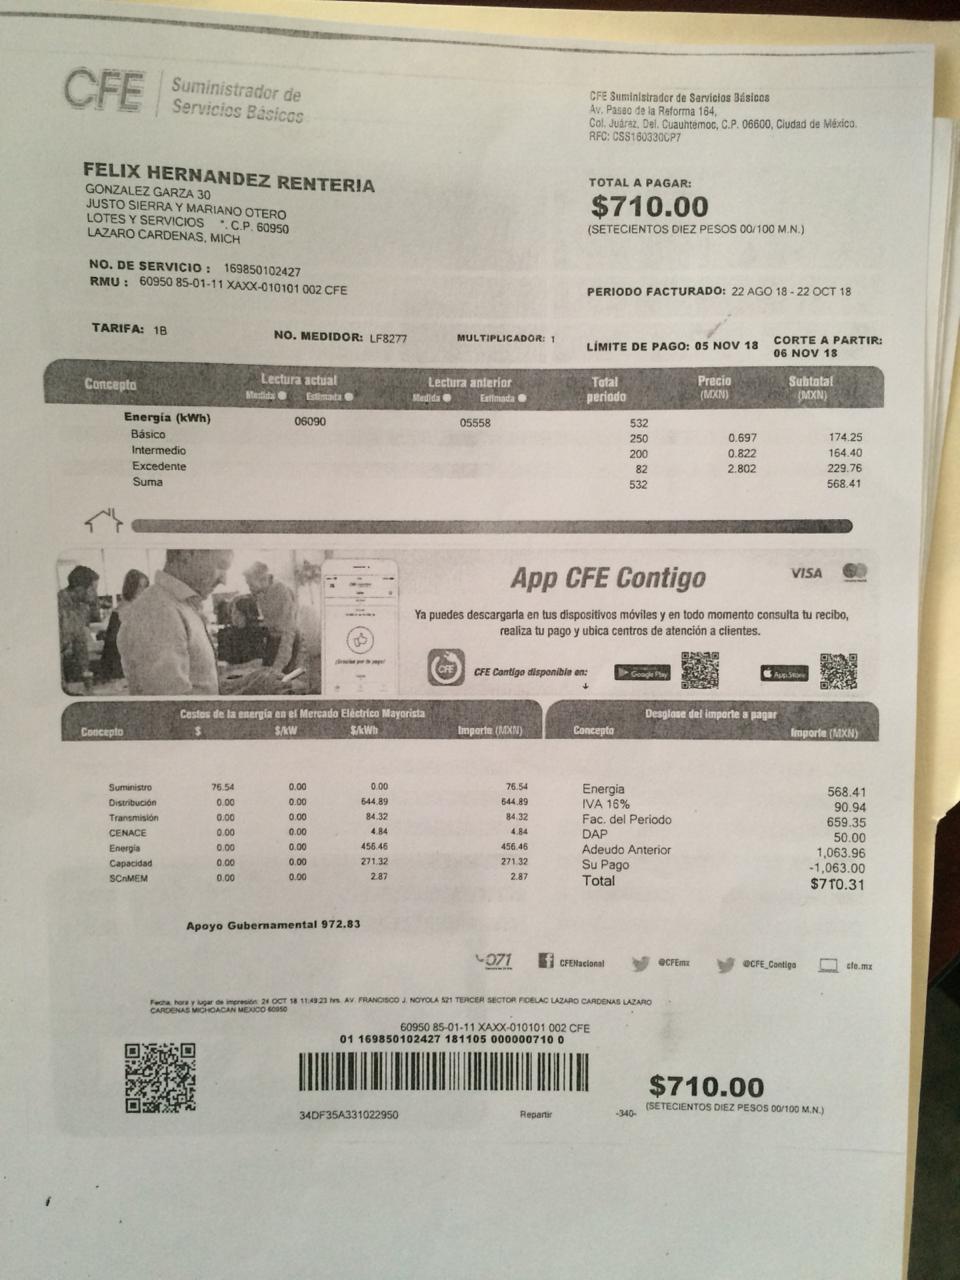 CFE
Suministrador de
Servicios Básicos
CFE Suministrador de Servicios Básicos
Av. Paseo de la Reforma 164,
Col. Juárez, Del. Cuauhtemoc, C.P. 06600, Ciudad de México.
RFC: CSS160330CP7
FELIX HERNANDEZ RENTERIA
GONZALEZ GARZA 30
JUSTO SIERRA Y MARIANO OTERO
LOTES Y SERVICIOS *. C.P. 60950
LAZARO CARDENAS, MICH
TOTAL A PAGAR:
$710.00
(SETECIENTOS DIEZ PESOS 00/100 M.N.)
NO. DE SERVICIO : 169850102427
RMU : 60950 85-01-11 XAXX-010101 002 CFE
PERIODO FACTURADO: 22 AGO 18 - 22 OCT 18
TARIFA: 1B NO. MEDIDOR: LF8277 MULTIPLICADOR: 1 LÍMITE DE PAGO: 05 NOV 18 CORTE A PARTIR:
06 NOV 18
Concepto Lectura actual Lectura anterior Total Precio Subtotal
Medida Estimada Medida Estimada periodo (MXN) (MXN)
Energía (kWh) 06090 05558 532
Básico 250 0.697 174.25
Intermedio 200 0.822 164.40
Excedente 82 2.802 229.76
Suma 532 568.41
App CFE Contigo
VISA
Ya puedes descargarla en tus dispositivos móviles y en todo momento consulta tu recibo,
realiza tu pago y ubica centros de atención a clientes.
CFE
CFE Contigo disponible en:
Google Play
App Store
Costos de la energía en el Mercado Eléctrico Mayorista
Concepto $ $/kW $/kWh Importe (MXN)
Suministro 76.54 0.00 0.00 76.54
Distribución 0.00 0.00 644.89 644.89
Transmisión 0.00 0.00 84.32 84.32
CENACE 0.00 0.00 4.84 4.84
Energía 0.00 0.00 456.46 456.46
Capacidad 0.00 0.00 271.32 271.32
SCnMEM 0.00 0.00 2.87 2.87
Desglose del importe a pagar
Concepto Importe (MXN)
Energía 568.41
IVA 16% 90.94
Fac. del Periodo 659.35
DAP 50.00
Adeudo Anterior 1,063.96
Su Pago -1,063.00
Total $710.31
Apoyo Gubernamental 972.83
071
CFENacional
@CFEmx
@CFE_Contigo
cfe.mx
Fecha, hora y lugar de impresión: 24 OCT 18 11:49:23 hrs. AV. FRANCISCO J. NOYOLA 521 TERCER SECTOR FIDELAC LAZARO CARDENAS LAZARO
CARDENAS MICHOACAN MEXICO 60950
60950 85-01-11 XAXX-010101 002 CFE
01 169850102427 181105 000000710 0
34DF35A331022950 Repartir -340-
$710.00
(SETECIENTOS DIEZ PESOS 00/100 M.N.)